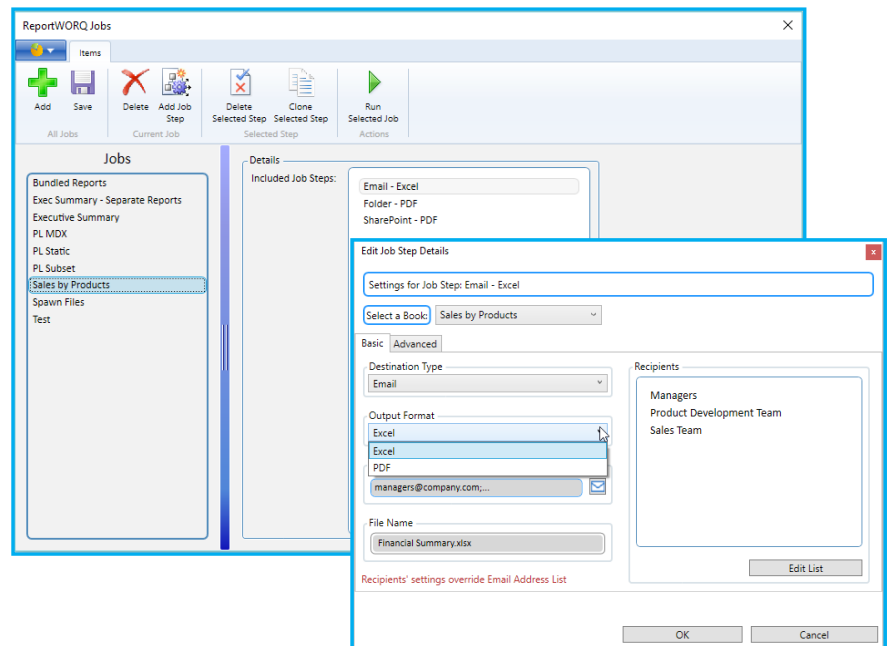 ReportWORQ Jobs
Items
Add Save Delete Add Job Step Delete Selected Step Clone Selected Step Run Selected Job
All Jobs Current Job Selected Step Actions
Jobs
Bundled Reports
Exec Summary - Separate Reports
Executive Summary
PL MDX
PL Static
PL Subset
Sales by Products
Spawn Files
Test
Details
Included Job Steps:
Email - Excel
Folder - PDF
SharePoint - PDF
Edit Job Step Details
x
Settings for Job Step: Email - Excel
Select a Book: Sales by Products
Basic Advanced
Destination Type
Email
Output Format
Excel
Excel
PDF
managers@company.com;...
File Name
Financial Summary.xlsx
Recipients' settings override Email Address List
Recipients
Managers
Product Development Team
Sales Team
Edit List
OK Cancel